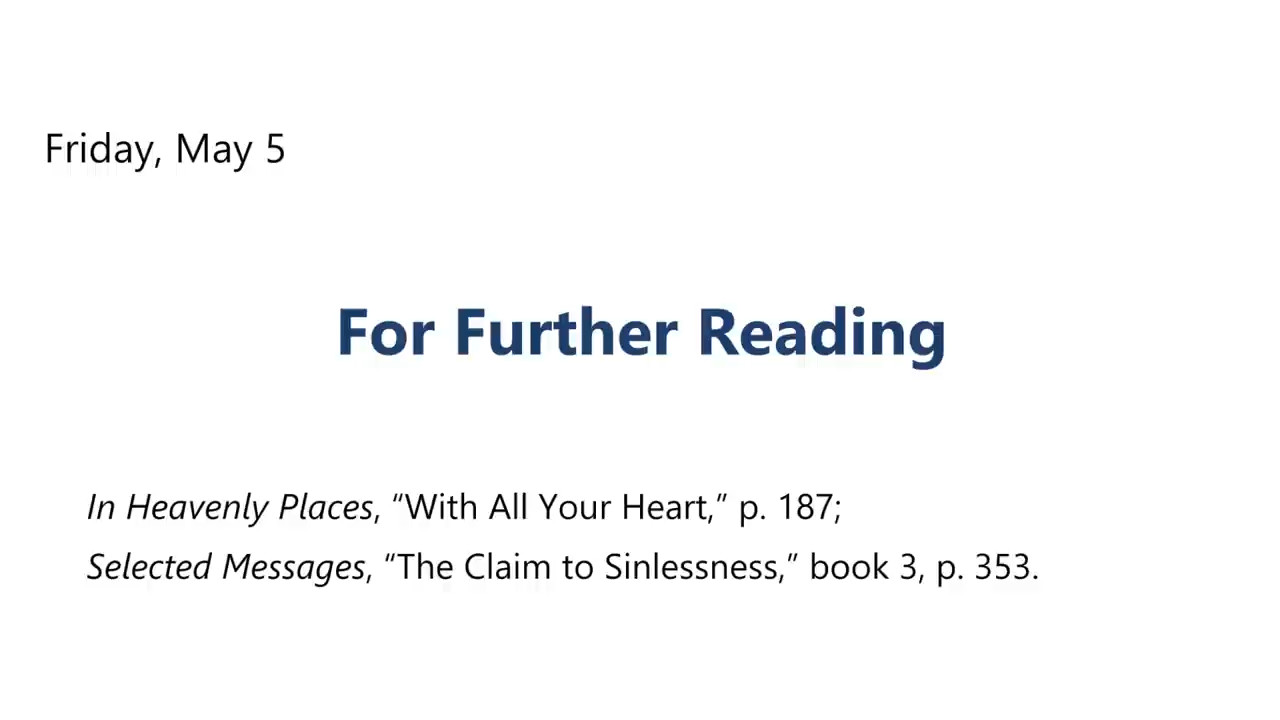 Friday, May 5
For Further Reading
In Heavenly Places, “With All Your Heart,” p. 187;
Selected Messages, “The Claim to Sinlessness,” book 3, p. 353.